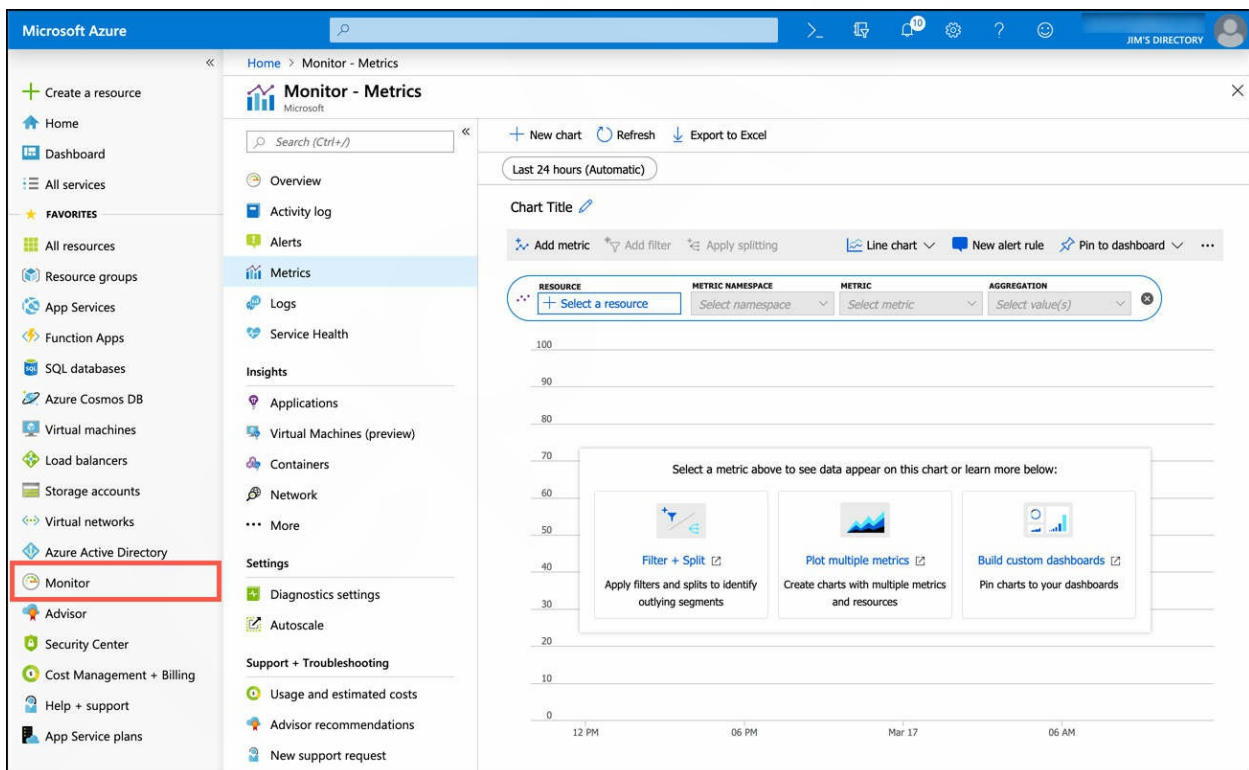 Microsoft Azure
10
JIM'S DIRECTORY
Create a resource
Home
Dashboard
All services
FAVORITES
All resources
Resource groups
App Services
Function Apps
SQL databases
Azure Cosmos DB
Virtual machines
Load balancers
Storage accounts
Virtual networks
Azure Active Directory
Monitor
Advisor
Security Center
Cost Management + Billing
Help + support
App Service plans
Home > Monitor - Metrics
Monitor - Metrics
Microsoft
Search (Ctrl+/)
Overview
Activity log
Alerts
Metrics
Logs
Service Health
Insights
Applications
Virtual Machines (preview)
Containers
Network
More
Settings
Diagnostics settings
Autoscale
Support + Troubleshooting
Usage and estimated costs
Advisor recommendations
New support request
New chart Refresh Export to Excel
Last 24 hours (Automatic)
Chart Title
Add metric Add filter Apply splitting Line chart New alert rule Pin to dashboard
RESOURCE METRIC NAMESPACE METRIC AGGREGATION
+ Select a resource Select namespace Select metric Select value(s)
100
90
80
70
60
50
40
30
20
10
0
Select a metric above to see data appear on this chart or learn more below:
Filter + Split
Apply filters and splits to identify
outlying segments
Plot multiple metrics
Create charts with multiple metrics
and resources
Build custom dashboards
Pin charts to your dashboards
12 PM 06 PM Mar 17 06 AM